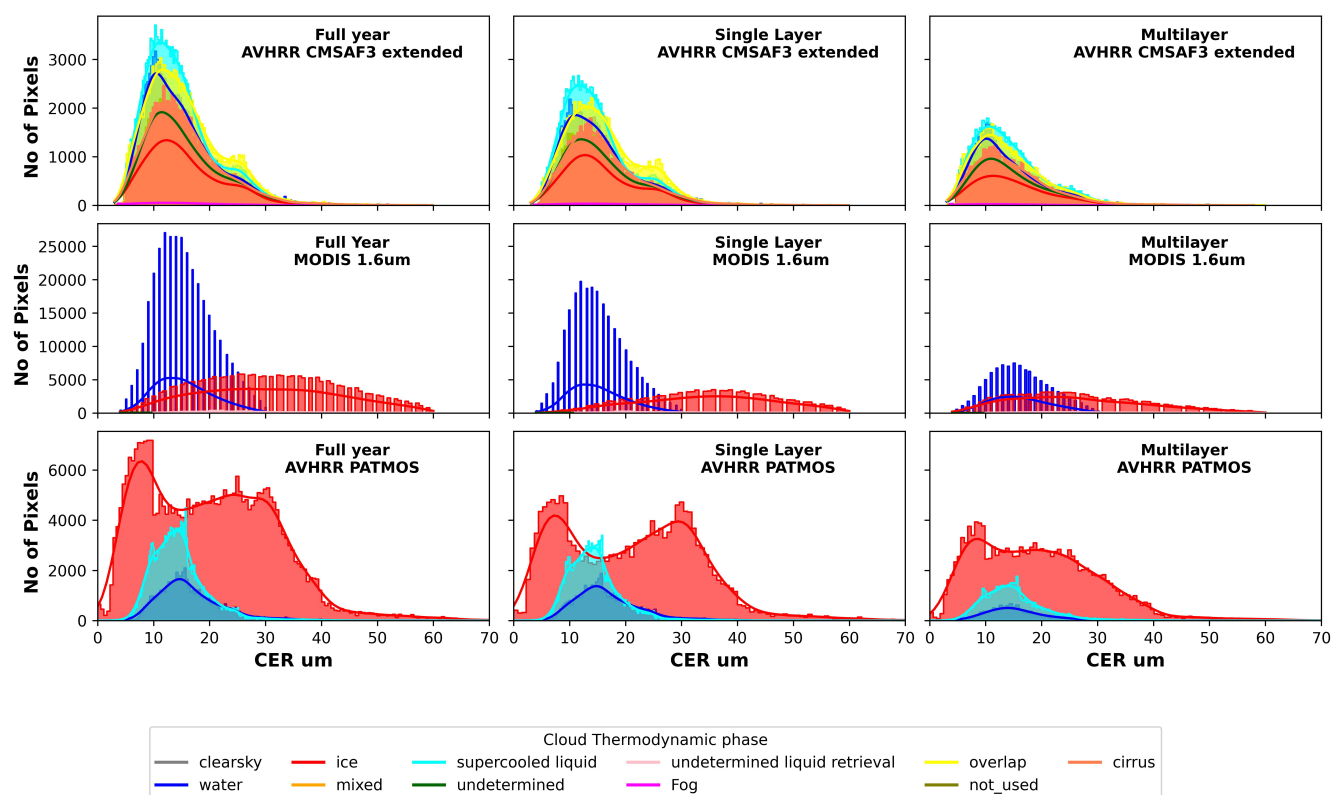 Full year
AVHRR CMSAF3 extended
Single Layer
AVHRR CMSAF3 extended
Multilayer
AVHRR CMSAF3 extended
No of Pixels
3000
2000
1000
0
Full Year
MODIS 1.6um
Single Layer
MODIS 1.6um
Multilayer
MODIS 1.6um
No of Pixels
25000
20000
15000
10000
5000
0
Full year
AVHRR PATMOS
Single Layer
AVHRR PATMOS
Multilayer
AVHRR PATMOS
No of Pixels
6000
4000
2000
0
0 10 20 30 40 50 60 70
0 10 20 30 40 50 60 70
0 10 20 30 40 50 60 70
CER um
CER um
CER um
Cloud Thermodynamic phase
clearsky ice supercooled liquid undetermined liquid retrieval overlap cirrus
water mixed undetermined Fog not_used